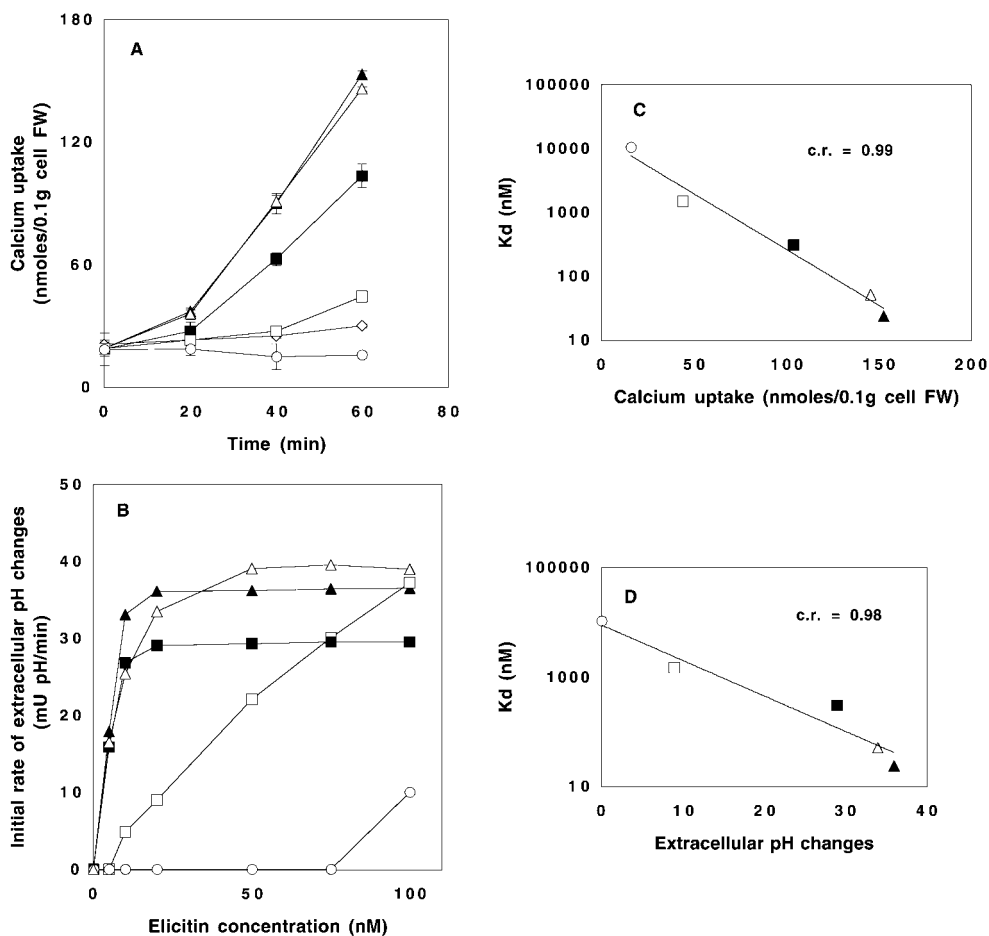 A
180
120
60
0
Calcium uptake
(nmoles/0.1g cell FW)
0 20 40 60 80
Time (min)
C
c.r. = 0.99
100000
10000
1000
100
10
Kd (nM)
0 50 100 150 200
Calcium uptake (nmoles/0.1g cell FW)
B
50
40
30
20
10
0
Initial rate of extracellular pH changes
(mU pH/min)
0 50 100
Elicitin concentration (nM)
D
c.r. = 0.98
100000
1000
10
Kd (nM)
0 10 20 30 40
Extracellular pH changes